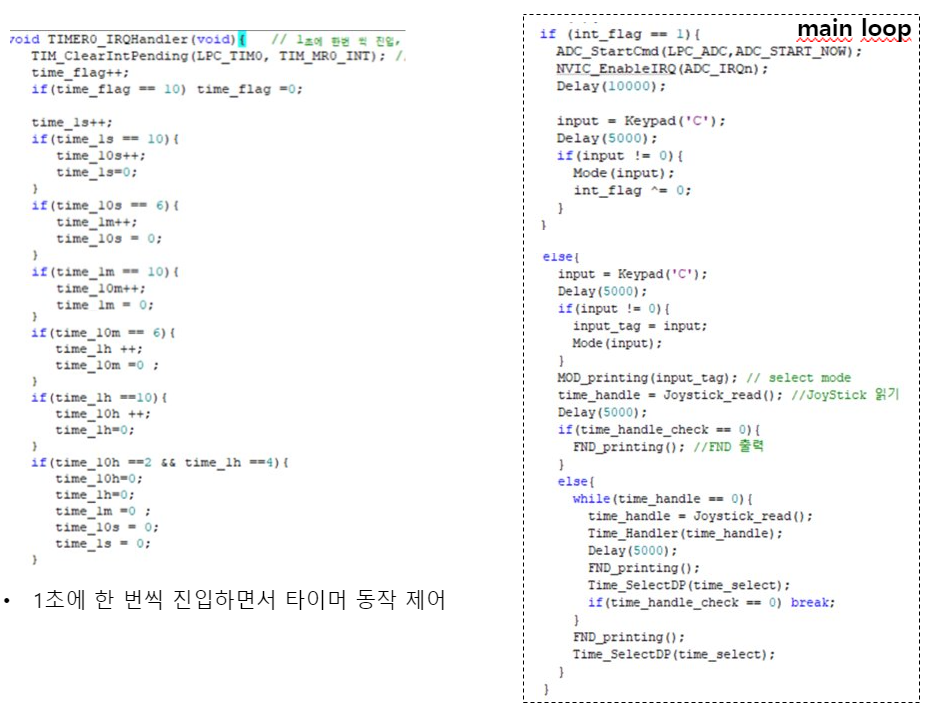 void TIMER0_IRQHandler(void){ // 1초에 한번 씩 진입,
TIM_ClearIntPending(LPC_TIM0, TIM_MR0_INT); /
time_flag++;
if(time_flag == 10) time_flag =0;
time_1s++;
if(time_1s == 10){
time_10s++;
time_1s=0;
}
if(time_10s == 6){
time_1m++;
time_10s = 0;
}
if(time_1m == 10){
time_10m++;
time_1m = 0;
}
if(time_10m == 6){
time_1h ++;
time_10m =0 ;
}
if(time_1h ==10){
time_10h ++;
time_1h=0;
}
if(time_10h ==2 && time_1h ==4){
time_10h=0;
time_1h=0;
time_1m =0 ;
time_10s = 0;
time_1s = 0;
}
• 1초에 한 번씩 진입하면서 타이머 동작 제어
main loop
if (int_flag == 1){
ADC_StartCmd(LPC_ADC,ADC_START_NOW);
NVIC_EnableIRQ(ADC_IRQn);
Delay(10000);
input = Keypad('C');
Delay(5000);
if(input != 0){
Mode(input);
int_flag ^= 0;
}
}
else{
input = Keypad('C');
Delay(5000);
if(input != 0){
input_tag = input;
Mode(input);
}
MOD_printing(input_tag); // select mode
time_handle = Joystick_read(); //JoyStick 읽기
Delay(5000);
if(time_handle_check == 0){
FND_printing(); //FND 출력
}
else{
while(time_handle == 0){
time_handle = Joystick_read();
Time_Handler(time_handle);
Delay(5000);
FND_printing();
Time_SelectDP(time_select);
if(time_handle_check == 0) break;
}
FND_printing();
Time_SelectDP(time_select);
}
}